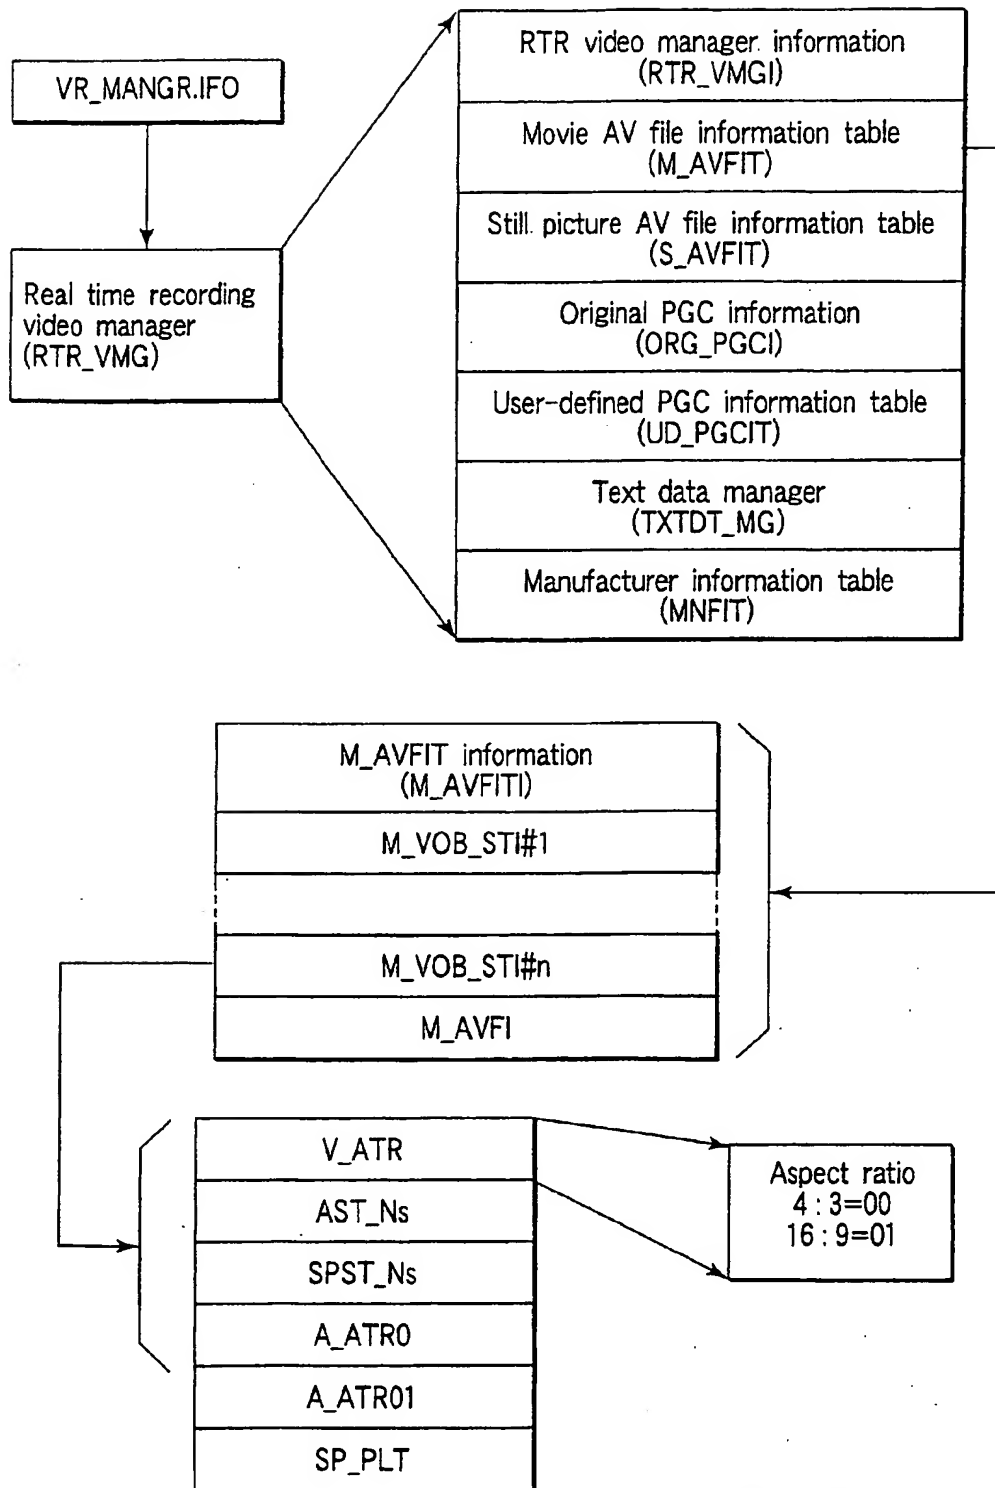 VR_MANGR.IFO
Real time recording
video manager
(RTR_VMG)
RTR video manager information
(RTR_VMGI)
Movie AV file information table
(M_AVFIT)
Still picture AV file information table
(S_AVFIT)
Original PGC information
(ORG_PGCI)
User-defined PGC information table
(UD_PGCIT)
Text data manager
(TXTDT_MG)
Manufacturer information table
(MNFIT)
M_AVFIT information
(M_AVFITI)
M_VOB_STI#1
M_VOB_STI#n
M_AVFI
V_ATR
AST_Ns
SPST_Ns
A_ATR0
A_ATR01
SP_PLT
Aspect ratio
4 : 3=00
16 : 9=01